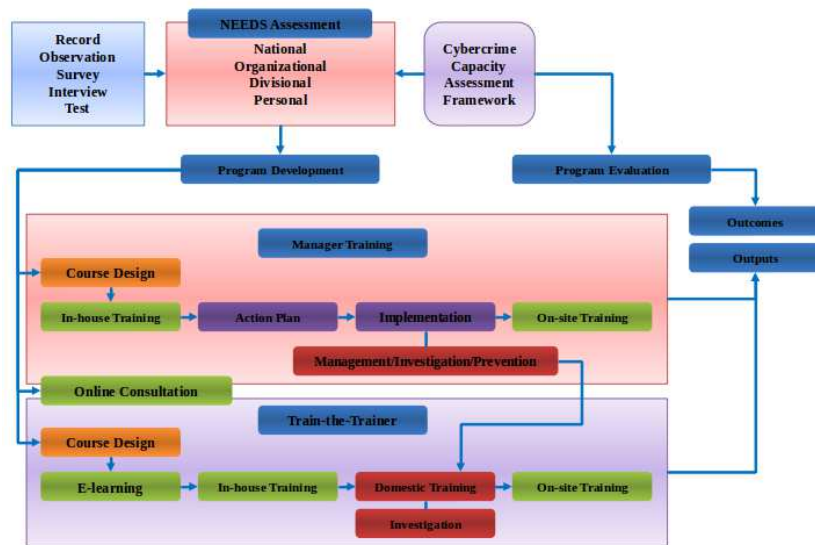 NEEDS Assessment
Record
Observation
Survey
Interview
Test
National
Organizational
Divisional
Personal
Cybercrime
Capacity
Assessment
Framework
Program Development
Program Evaluation
Outcomes
Outputs
Manager Training
Course Design
In-house Training
Action Plan
Implementation
On-site Training
Management/Investigation/Prevention
Online Consultation
Train-the-Trainer
Course Design
E-learning
In-house Training
Domestic Training
On-site Training
Investigation